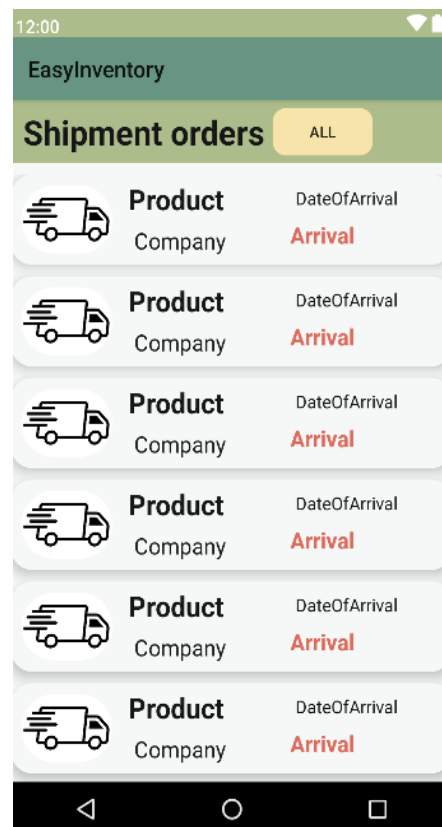 12:00
EasyInventory
Shipment orders ALL
Product DateOfArrival
Company Arrival
Product DateOfArrival
Company Arrival
Product DateOfArrival
Company Arrival
Product DateOfArrival
Company Arrival
Product DateOfArrival
Company Arrival
Product DateOfArrival
Company Arrival